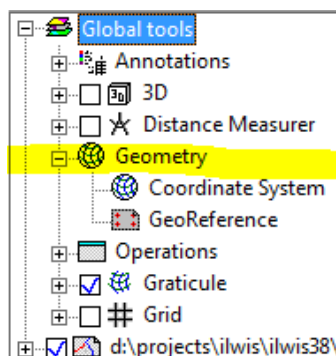 Global tools
Annotations
3D
Distance Measurer
Geometry
Coordinate System
GeoReference
Operations
Graticule
Grid
d:\projects\ilwis\ilwis38\